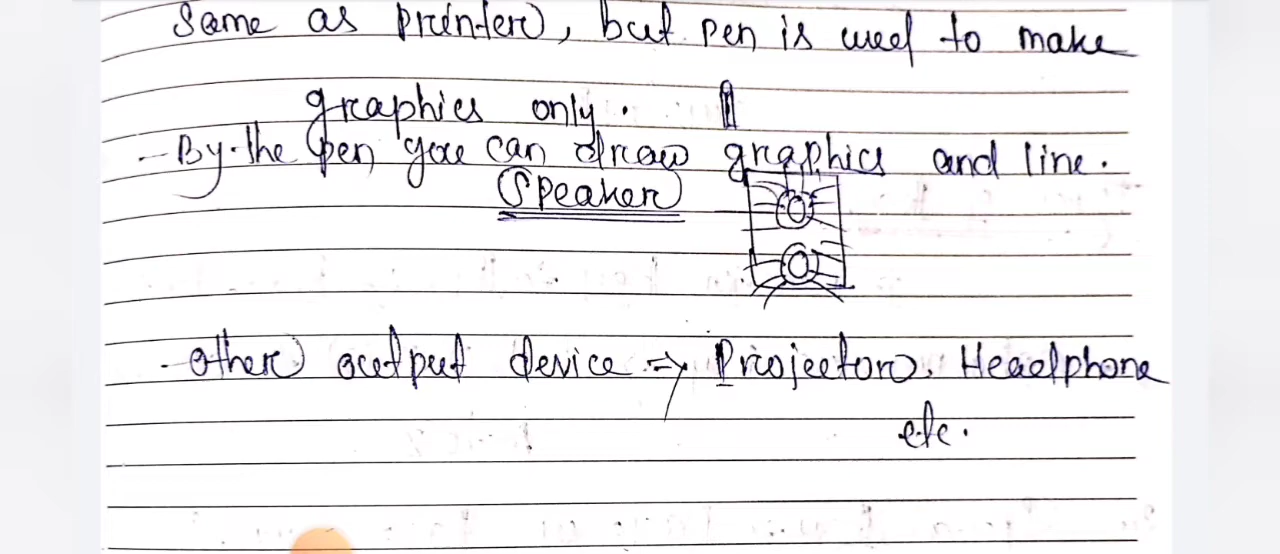 Same as printer, but pen is used to make
graphics only.
- By the pen you can draw graphics and line.
Speaker
- Other output device → Projector, Headphone
etc.